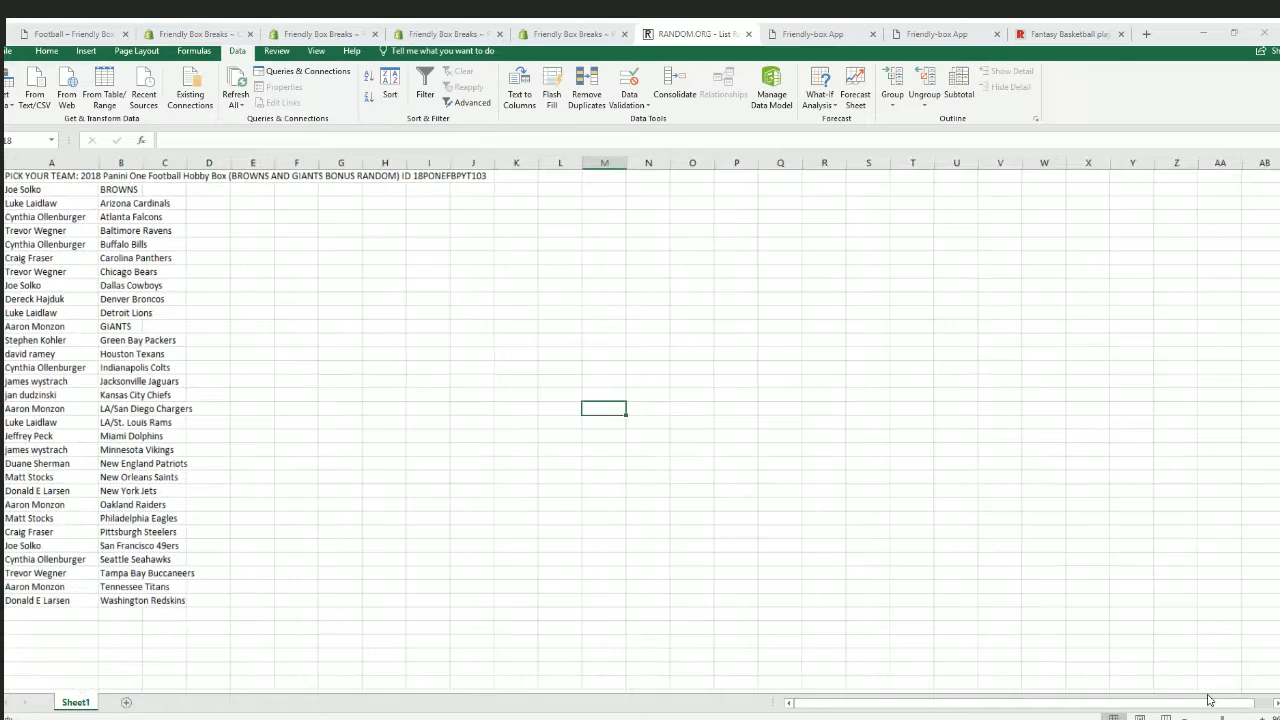 Football – Friendly Box × Friendly Box Breaks ~ × Friendly Box Breaks ~ × Friendly Box Breaks ~ × Friendly Box Breaks ~ × RANDOM.ORG - List R × Friendly-box App × Friendly-box App × Fantasy Basketball play × +
Home Insert Page Layout Formulas Data Review View Help Tell me what you want to do
From Text/CSV From Web From Table/ Range Recent Sources Existing Connections Refresh All Queries & Connections Properties Edit Links Sort Filter Clear Reapply Advanced Text to Columns Flash Fill Remove Duplicates Data Validation Consolidate Relationships Manage Data Model What-If Analysis Forecast Sheet Group Ungroup Subtotal Show Detail Hide Detail
Get & Transform Data Queries & Connections Sort & Filter Data Tools Forecast Outline
fx
A B C D E F G H I J K L M N O P Q R S T U V W X Y Z AA AB
PICK YOUR TEAM: 2018 Panini One Football Hobby Box (BROWNS AND GIANTS BONUS RANDOM) ID 18PONEFBPYT103
Joe Solko BROWNS
Luke Laidlaw Arizona Cardinals
Cynthia Ollenburger Atlanta Falcons
Trevor Wegner Baltimore Ravens
Cynthia Ollenburger Buffalo Bills
Craig Fraser Carolina Panthers
Trevor Wegner Chicago Bears
Joe Solko Dallas Cowboys
Dereck Hajduk Denver Broncos
Luke Laidlaw Detroit Lions
Aaron Monzon GIANTS
Stephen Kohler Green Bay Packers
david ramey Houston Texans
Cynthia Ollenburger Indianapolis Colts
james wystrach Jacksonville Jaguars
jan dudzinski Kansas City Chiefs
Aaron Monzon LA/San Diego Chargers
Luke Laidlaw LA/St. Louis Rams
Jeffrey Peck Miami Dolphins
james wystrach Minnesota Vikings
Duane Sherman New England Patriots
Matt Stocks New Orleans Saints
Donald E Larsen New York Jets
Aaron Monzon Oakland Raiders
Matt Stocks Philadelphia Eagles
Craig Fraser Pittsburgh Steelers
Joe Solko San Francisco 49ers
Cynthia Ollenburger Seattle Seahawks
Trevor Wegner Tampa Bay Buccaneers
Aaron Monzon Tennessee Titans
Donald E Larsen Washington Redskins
Sheet1